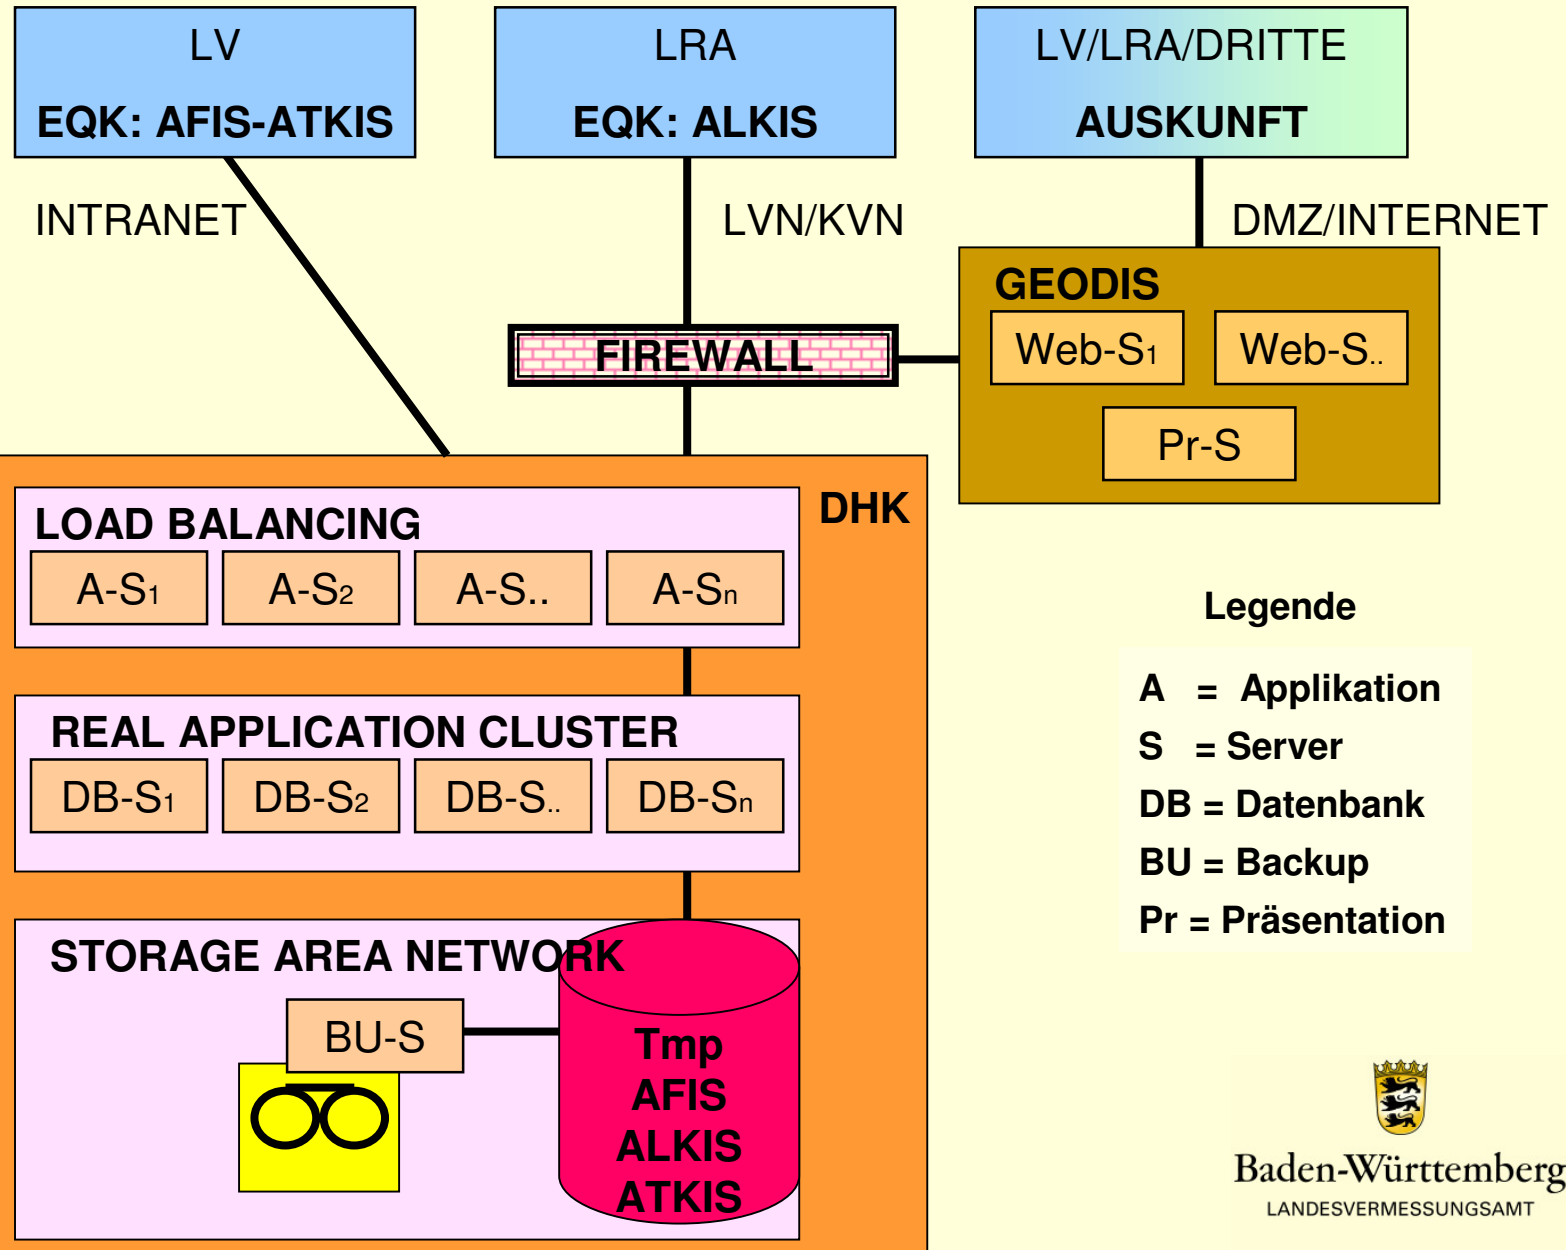 LV
EQK: AFIS-ATKIS
LRA
EQK: ALKIS
LV/LRA/DRITTE
AUSKUNFT
INTRANET
LVN/KVN
DMZ/INTERNET
FIREWALL
GEODIS
Web-S1
Web-S..
Pr-S
DHK
LOAD BALANCING
A-S1
A-S2
A-S..
A-Sn
REAL APPLICATION CLUSTER
DB-S1
DB-S2
DB-S..
DB-Sn
STORAGE AREA NETWORK
BU-S
Tmp
AFIS
ALKIS
ATKIS
Legende
A = Applikation
S = Server
DB = Datenbank
BU = Backup
Pr = Präsentation
Baden-Württemberg
LANDESVERMESSUNGSAMT